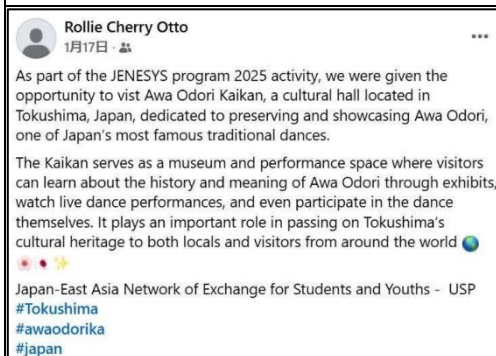 Rollie Cherry Otto
1月17日 ·
As part of the JENESYS program 2025 activity, we were given the
opportunity to vist Awa Odori Kaikan, a cultural hall located in
Tokushima, Japan, dedicated to preserving and showcasing Awa Odori,
one of Japan's most famous traditional dances.
The Kaikan serves as a museum and performance space where visitors
can learn about the history and meaning of Awa Odori through exhibits,
watch live dance performances, and even participate in the dance
themselves. It plays an important role in passing on Tokushima's
cultural heritage to both locals and visitors from around the world 🌏
🌸🇯🇵✨
Japan-East Asia Network of Exchange for Students and Youths - USP
#Tokushima
#awaodorika
#japan